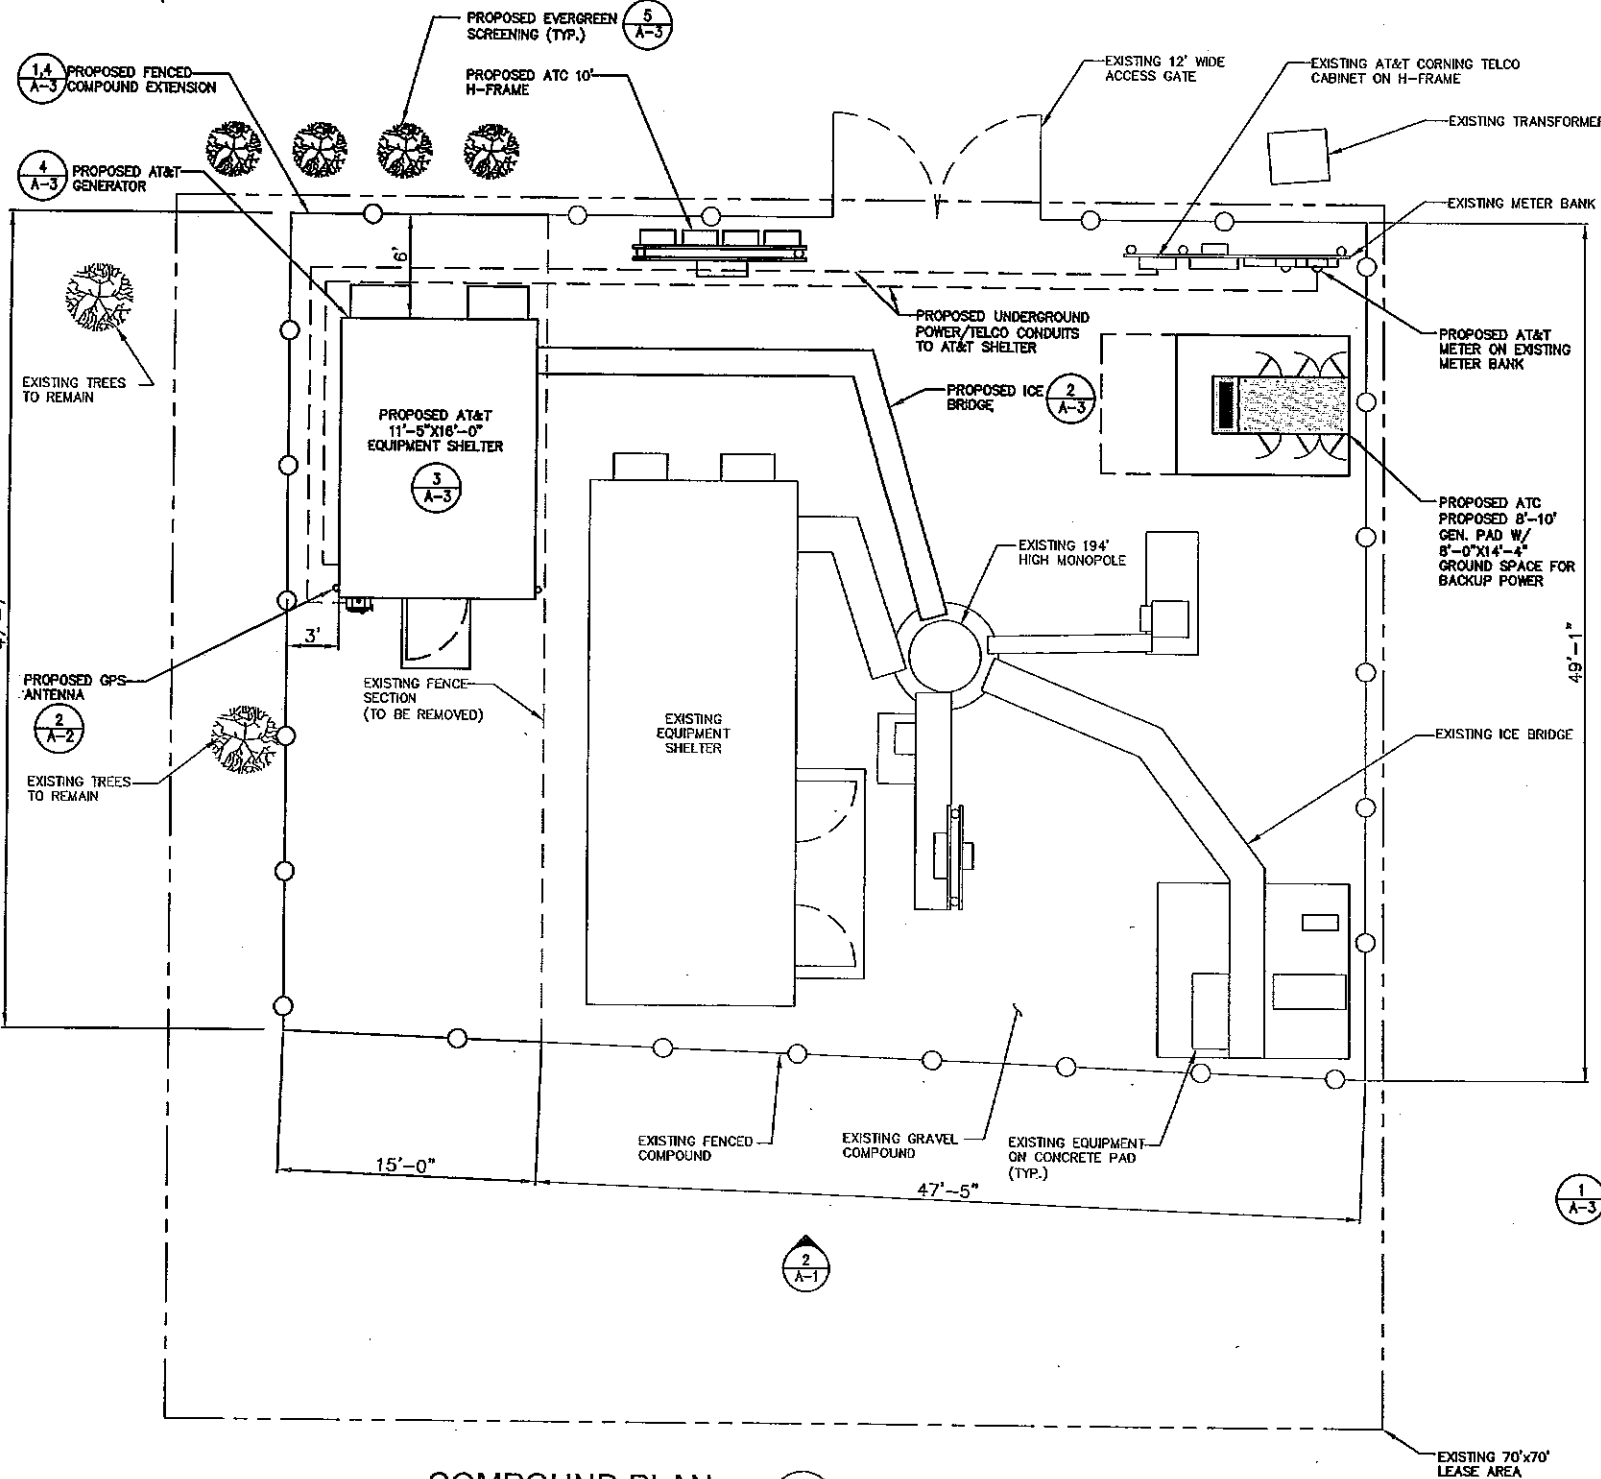 PROPOSED EVERGREEN
SCREENING (TYP.)
5
A-3
1,4
A-3
PROPOSED FENCED
COMPOUND EXTENSION
PROPOSED ATC 10'
H-FRAME
EXISTING 12' WIDE
ACCESS GATE
EXISTING AT&T CORNING TELCO
CABINET ON H-FRAME
EXISTING TRANSFORMER
4
A-3
PROPOSED AT&T
GENERATOR
EXISTING METER BANK
6'
PROPOSED UNDERGROUND
POWER/TELCO CONDUITS
TO AT&T SHELTER
PROPOSED AT&T
METER ON EXISTING
METER BANK
EXISTING TREES
TO REMAIN
PROPOSED ICE
BRIDGE
2
A-3
PROPOSED AT&T
11'-5"X16'-0"
EQUIPMENT SHELTER
3
A-3
PROPOSED ATC
PROPOSED 8'-10'
GEN. PAD W/
8'-0"X14'-4"
GROUND SPACE FOR
BACKUP POWER
EXISTING 194'
HIGH MONOPOLE
3'
49'-1"
PROPOSED GPS
ANTENNA
2
A-2
EXISTING FENCE
SECTION
(TO BE REMOVED)
EXISTING
EQUIPMENT
SHELTER
EXISTING ICE BRIDGE
EXISTING TREES
TO REMAIN
EXISTING FENCED
COMPOUND
EXISTING GRAVEL
COMPOUND
EXISTING EQUIPMENT
ON CONCRETE PAD
(TYP.)
15'-0"
47'-5"
1
A-3
2
A-1
EXISTING 70'x70'
LEASE AREA
COMPOUND PLAN